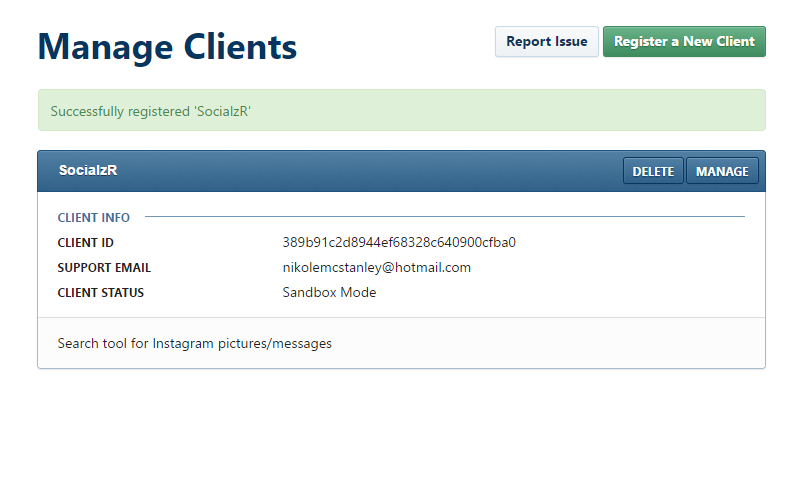 Manage Clients
Report Issue
Register a New Client
Successfully registered 'SocialzR'
SocialzR
DELETE
MANAGE
CLIENT INFO
CLIENT ID 389b91c2d8944ef68328c640900cfba0
SUPPORT EMAIL nikolemcstanley@hotmail.com
CLIENT STATUS Sandbox Mode
Search tool for Instagram pictures/messages